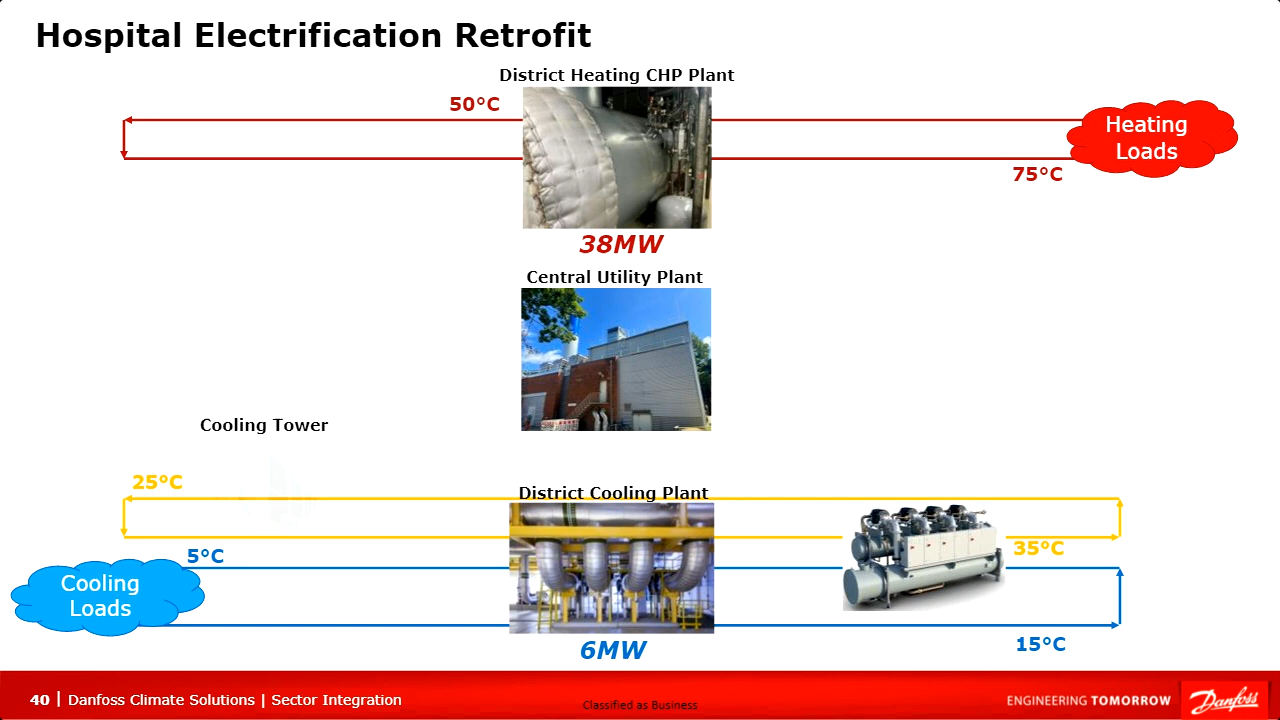 Hospital Electrification Retrofit
District Heating CHP Plant
50°C
Heating
Loads
75°C
38MW
Central Utility Plant
Cooling Tower
25°C
District Cooling Plant
35°C
5°C
Cooling
Loads
15°C
6MW
40 | Danfoss Climate Solutions | Sector Integration
Classified as Business
ENGINEERING TOMORROW
Danfoss